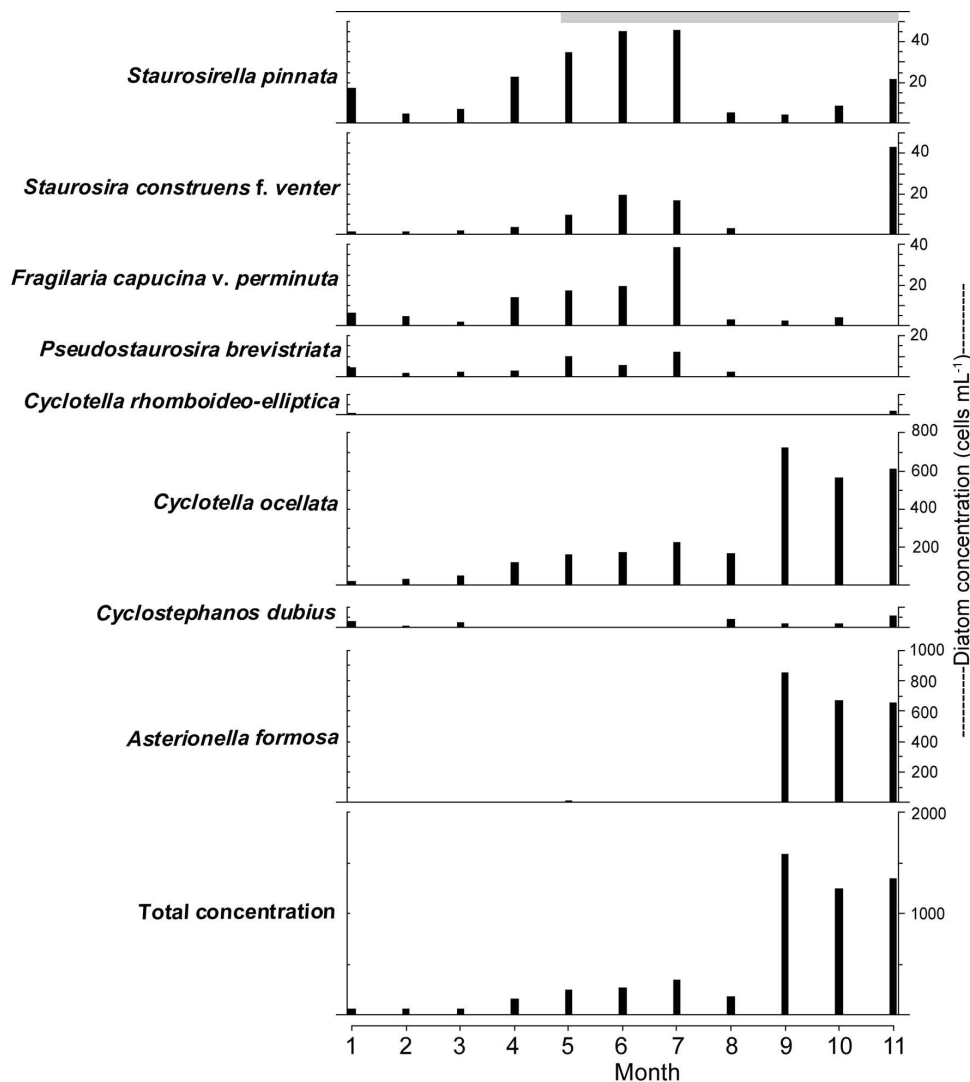 Staurosirella pinnata
40
20
Staurosira construens f. venter
40
20
Fragilaria capucina v. perminuta
40
20
Pseudostaurosira brevistriata
20
Cyclotella rhomboideo-elliptica
Cyclotella ocellata
800
600
400
200
Cyclostephanos dubius
Asterionella formosa
1000
800
600
400
200
Total concentration
2000
1000
--------Diatom concentration (cells mL-1)--------
1 2 3 4 5 6 7 8 9 10 11
Month